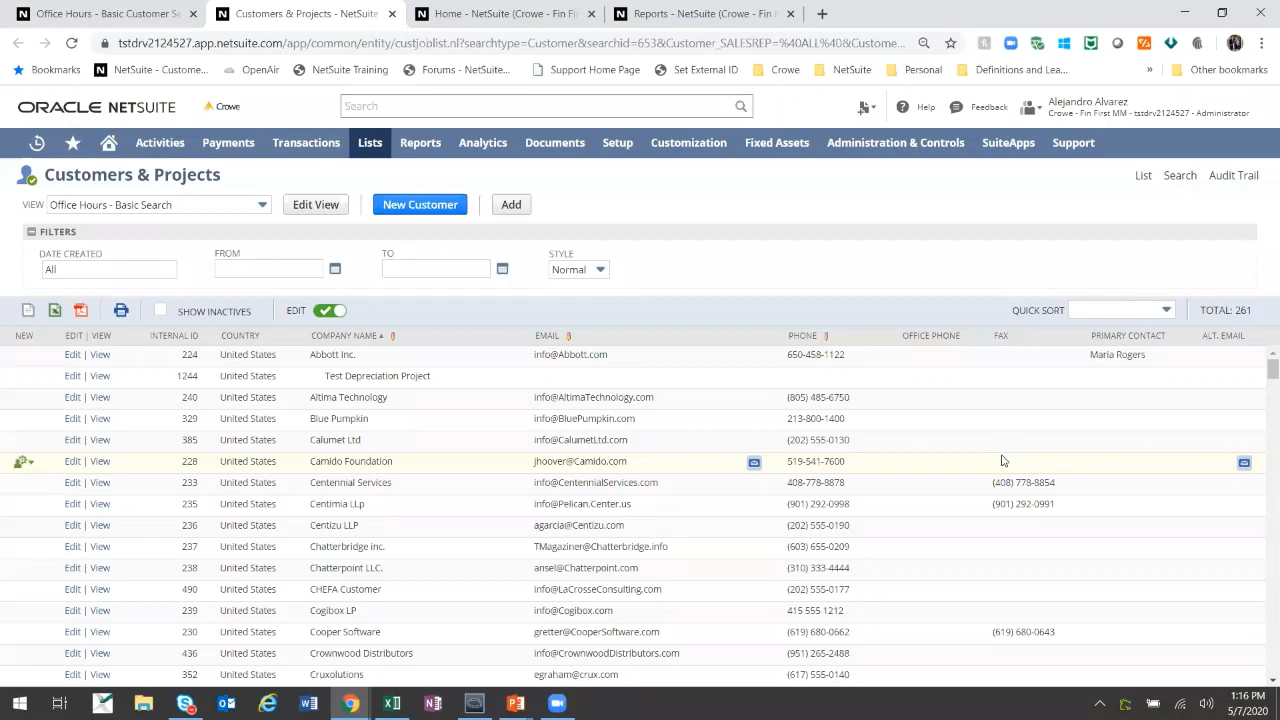 Office Hours - Basic Customer Se
Customers & Projects - NetSuite
Home - NetSuite (Crowe - Fin Firs
Reports - NetSuite (Crowe - Fin F
tstdrv2124527.app.netsuite.com/app/common/entity/custjoblist.nl?searchtype=Customer&searchid=653&Customer_SALESREP=%40ALL%40&Custome...
Bookmarks
NetSuite - Custome...
OpenAir
NetSuite Training
Forums - NetSuite...
Support Home Page
Set External ID
Crowe
NetSuite
Personal
Definitions and Lea...
»
Other bookmarks
ORACLE NETSUITE
Crowe
Search
Help
Feedback
Alejandro Alvarez
Crowe - Fin First MM - tstdrv2124527 - Administrator
Activities Payments Transactions Lists Reports Analytics Documents Setup Customization Fixed Assets Administration & Controls SuiteApps Support
Customers & Projects
List Search Audit Trail
VIEW Office Hours - Basic Search Edit View New Customer Add
FILTERS
DATE CREATED FROM TO STYLE
All Normal
SHOW INACTIVES EDIT QUICK SORT TOTAL: 261
NEW EDIT | VIEW INTERNAL ID COUNTRY COMPANY NAME EMAIL PHONE OFFICE PHONE FAX PRIMARY CONTACT ALT. EMAIL
Edit | View 224 United States Abbott Inc. info@Abbott.com 650-458-1122 Maria Rogers
Edit | View 1244 United States Test Depreciation Project
Edit | View 240 United States Altima Technology info@AltimaTechnology.com (805) 485-6750
Edit | View 329 United States Blue Pumpkin info@BluePumpkin.com 213-800-1400
Edit | View 385 United States Calumet Ltd info@CalumetLtd.com (202) 555-0130
Edit | View 228 United States Camido Foundation jhoover@Camido.com 519-541-7600
Edit | View 233 United States Centennial Services info@CentennialServices.com 408-778-8878 (408) 778-8854
Edit | View 235 United States Centimia LLp info@Pelican.Center.us (901) 292-0998 (901) 292-0991
Edit | View 236 United States Centizu LLP agarcia@Centizu.com (202) 555-0190
Edit | View 237 United States Chatterbridge inc. TMagaziner@Chatterbridge.info (603) 655-0209
Edit | View 238 United States Chatterpoint LLC. ansel@Chatterpoint.com (310) 333-4444
Edit | View 490 United States CHEFA Customer info@LaCrosseConsulting.com (202) 555-0177
Edit | View 239 United States Cogibox LP info@Cogibox.com 415 555 1212
Edit | View 230 United States Cooper Software gretter@CooperSoftware.com (619) 680-0662 (619) 680-0643
Edit | View 436 United States Crownwood Distributors info@CrownwoodDistributors.com (951) 265-2488
Edit | View 352 United States Cruxolutions egraham@crux.com (617) 555-0140
1:16 PM
5/7/2020